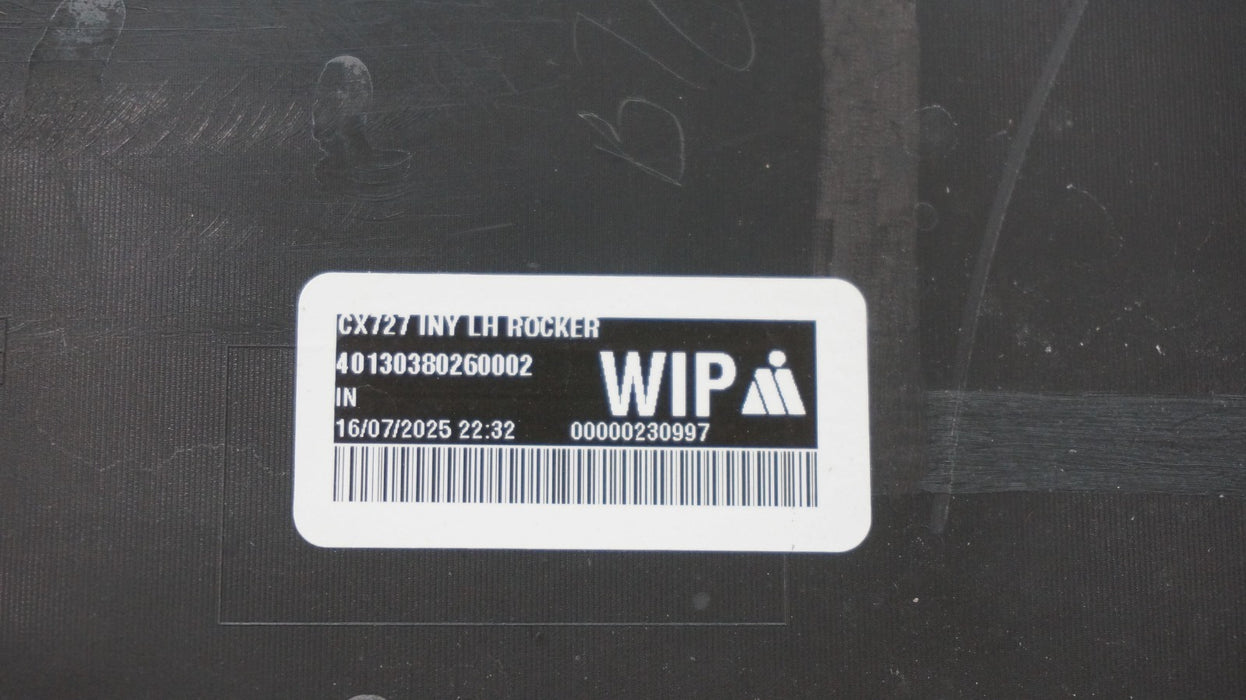 CX727 INY LH ROCKER
40130380260002
WIP
IN
16/07/2025 22:32 00000230997